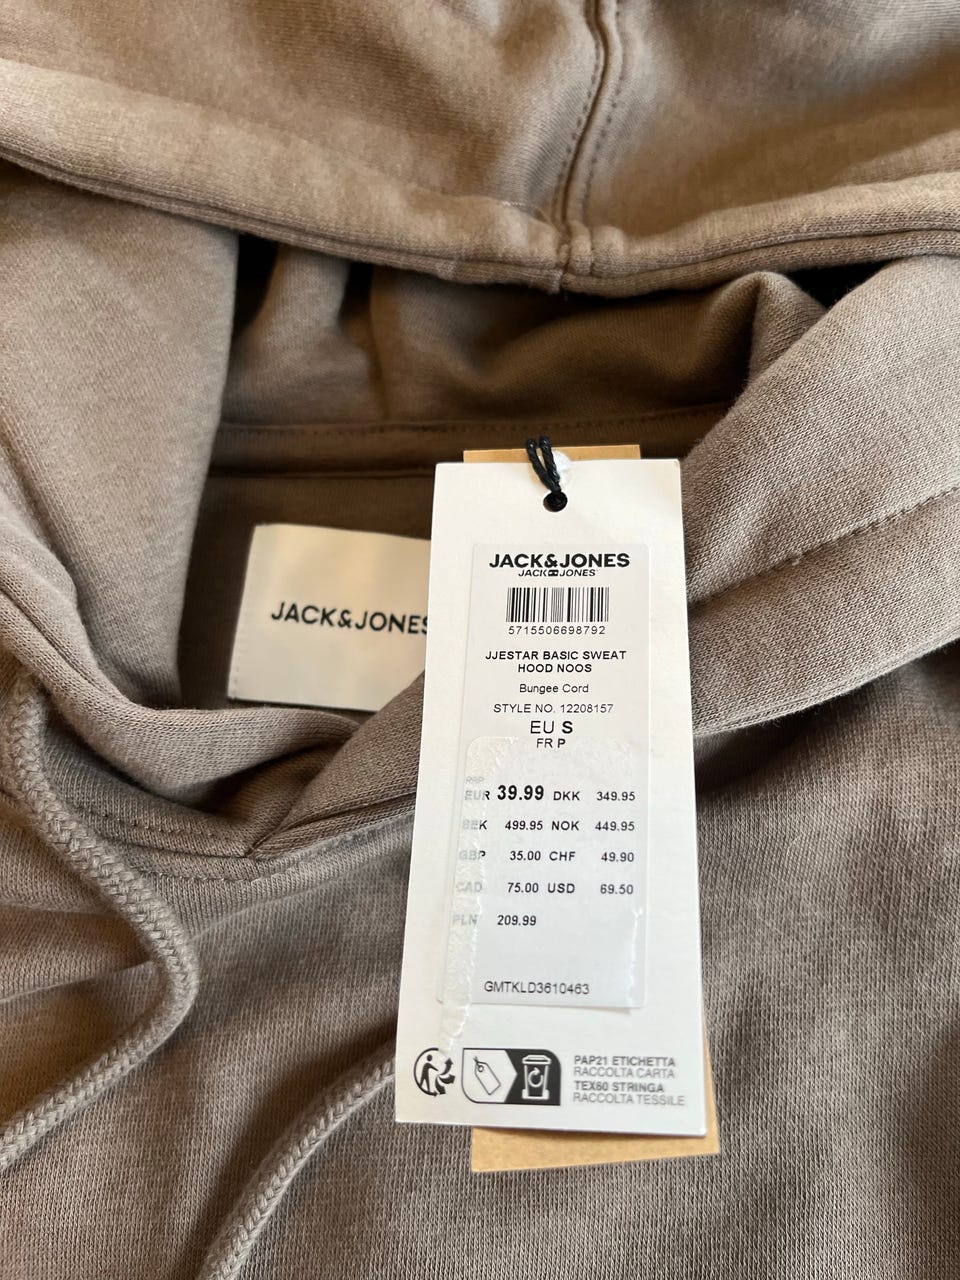 JACK&JONES
JACK JONES
5715506698792
JJESTAR BASIC SWEAT
HOOD NOOS
Bungee Cord
STYLE NO. 12208157
EU S
FR P
RRP
EUR 39.99 DKK 349.95
SEK 499.95 NOK 449.95
GBP 35.00 CHF 49.90
CAD 75.00 USD 69.50
PLN 209.99
GMTKLD3610463
PAP21 ETICHETTA
RACCOLTA CARTA
TEX60 STRINGA
RACCOLTA TESSILE
JACK&JONES